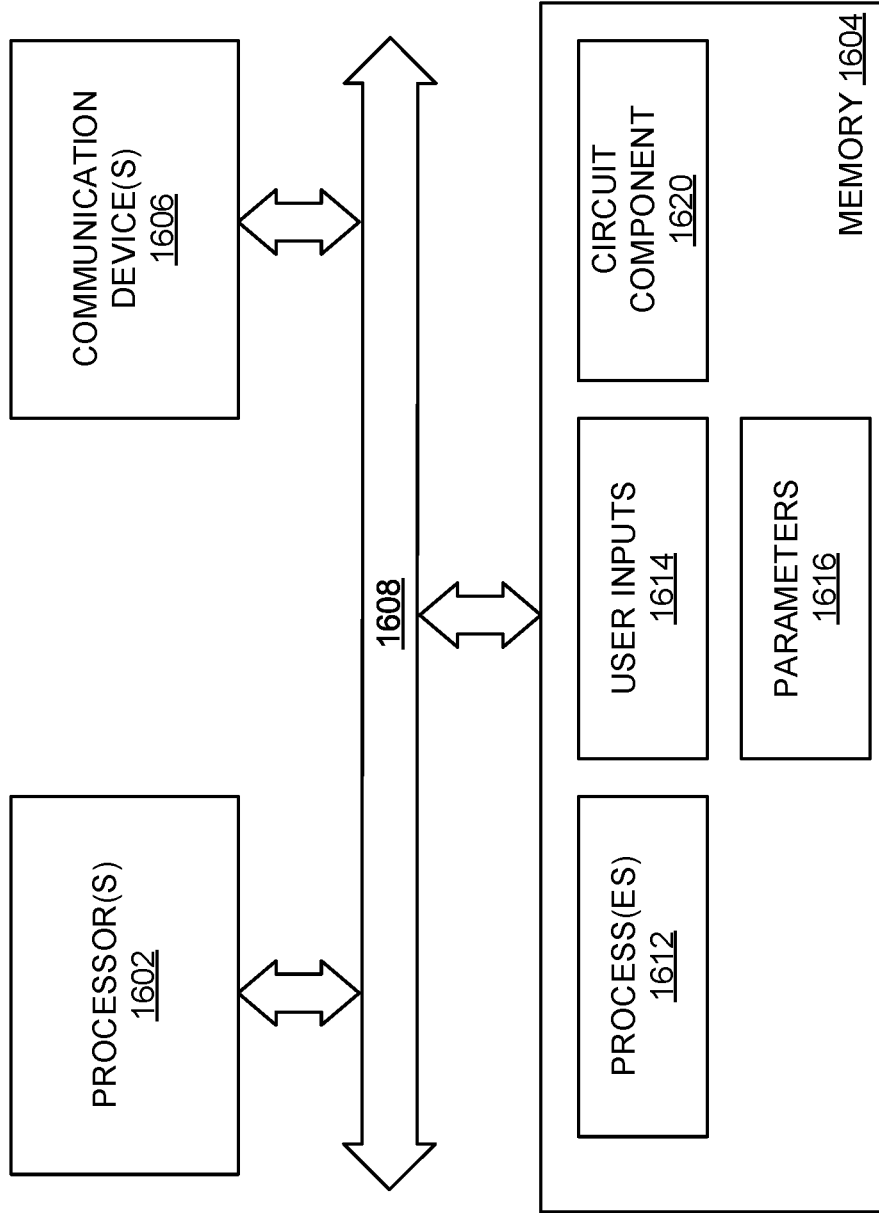 PROCESSOR(S)
1602
COMMUNICATION
DEVICE(S)
1606
1608
PROCESS(ES)
1612
USER INPUTS
1614
CIRCUIT
COMPONENT
1620
PARAMETERS
1616
MEMORY 1604